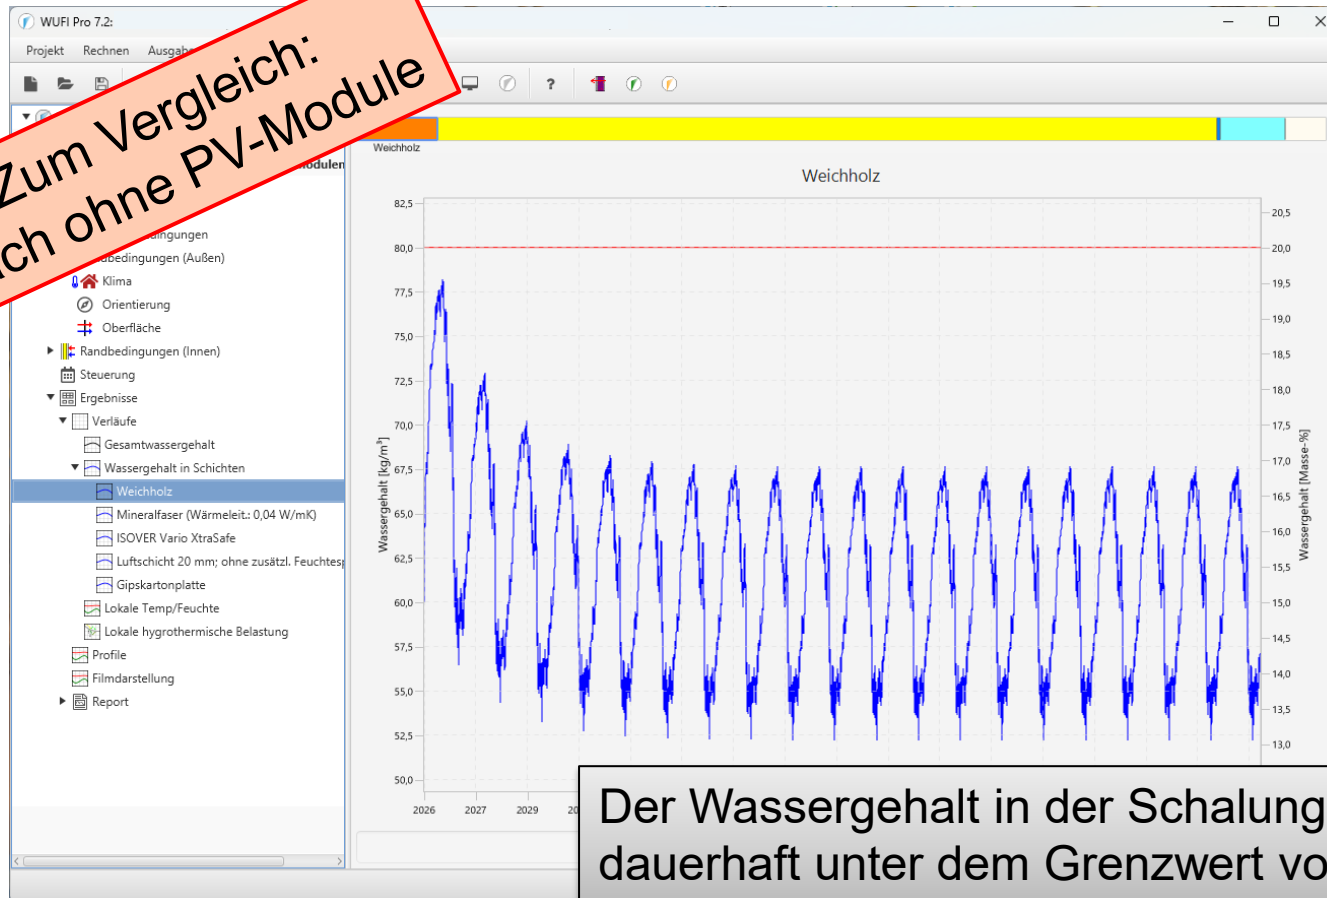 WUFI Pro 7.2:
Projekt Rechnen
Zum Vergleich:
ohne PV-Module
?
Weichholz
Weichholz
(Außen)
Klima
Orientierung
Oberfläche
Randbedingungen (Innen)
Steuerung
Ergebnisse
Verläufe
Gesamtwassergehalt
Wassergehalt in Schichten
Weichholz
Mineralfaser (Wärmeleit.: 0,04 W/mK)
ISOVER Vario XtraSafe
Luftschicht 20 mm; ohne zusätzl.
Gipskartonplatte
Lokale Temp/Feuchte
Lokale hygrothermische Belastung
Profile
Filmdarstellung
Report
Wassergehalt [kg/m³]
82,5
80,0
77,5
75,0
72,5
70,0
67,5
65,0
62,5
60,0
57,5
55,0
52,5
50,0
2026 2027 2029
20,5
20,0
19,5
19,0
18,5
18,0
17,5
17,0
16,5
16,0
15,5
15,0
14,5
14,0
13,5
13,0
Wassergehalt [Masse-%]
Der Wassergehalt in der Schalung
dauerhaft unter dem Grenzwert